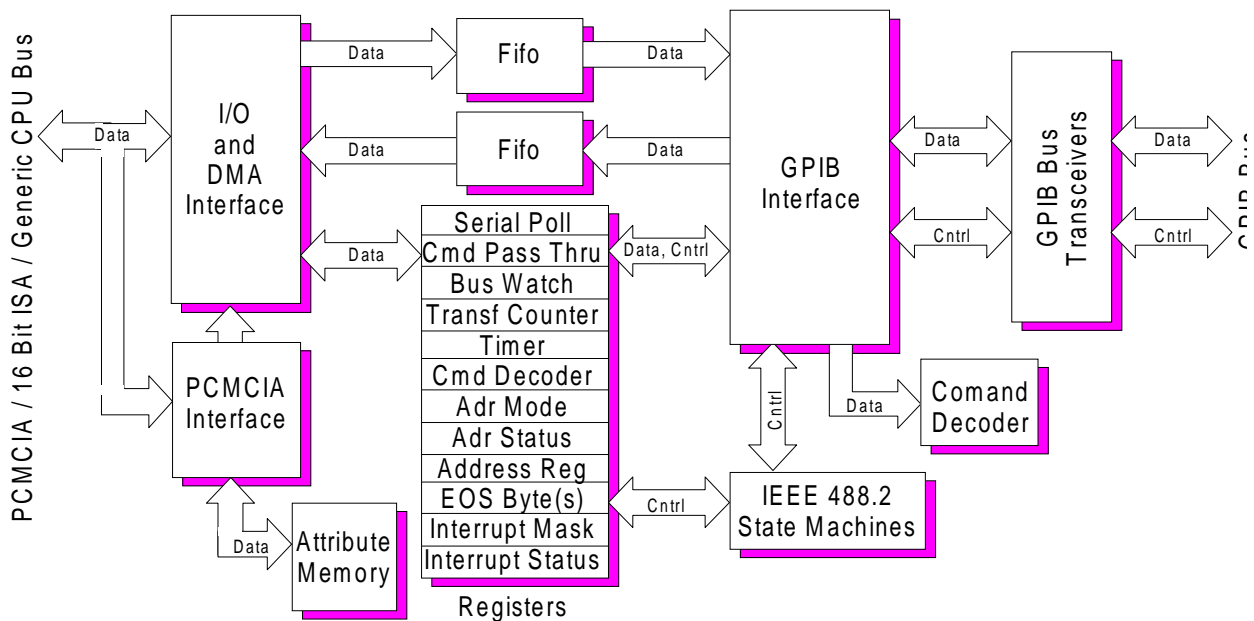 PCMCIA / 16 Bit ISA / Generic CPU Bus
Data
I/O
and
DMA
Interface
Data
Fifo
Data
Data
Fifo
Data
Data
PCMCIA
Interface
Data
Attribute
Memory
Serial Poll
Cmd Pass Thru
Bus Watch
Transf Counter
Timer
Cmd Decoder
Adr Mode
Adr Status
Address Reg
EOS Byte(s)
Interrupt Mask
Interrupt Status
Registers
Data, Cntrl
Cntrl
GPIB
Interface
Cntrl
Data
Comand
Decoder
IEEE 488.2
State Machines
Data
Cntrl
GPIB Bus
Transceivers
Data
Cntrl
GPIB Bus